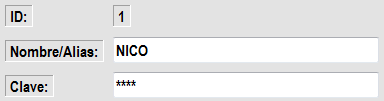 ID: 1
Nombre/Alias: NICO
Clave: ****